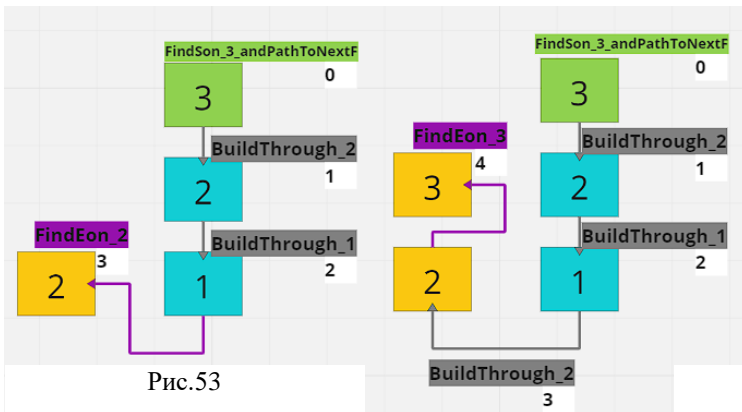 FindSon_3_andPathToNextF
0
3
BuildThrough_2
1
2
FindEon_2
3
BuildThrough_1
2
2
1
Рис.53
FindSon_3_andPathToNextF
0
3
FindEon_3
4
BuildThrough_2
1
3
2
BuildThrough_1
2
2
1
BuildThrough_2
3